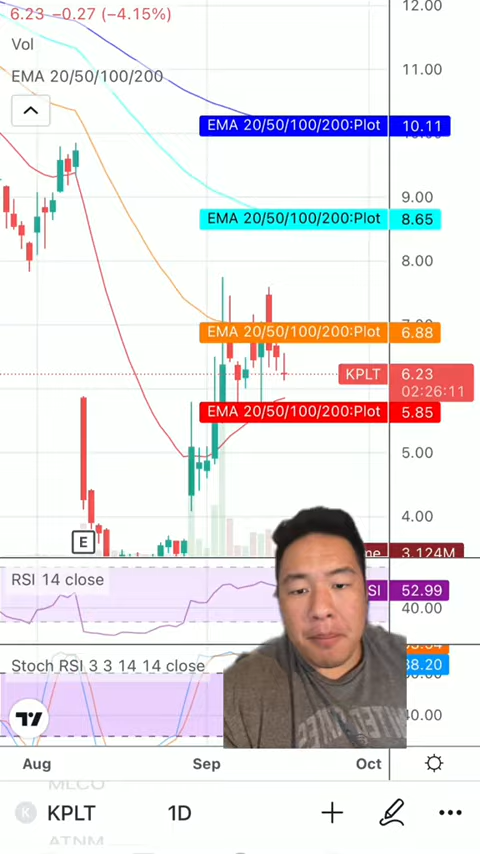 6.23 −0.27 (−4.15%)
12.00
Vol
11.00
EMA 20/50/100/200
EMA 20/50/100/200:Plot 10.11
9.00
EMA 20/50/100/200:Plot 8.65
8.00
EMA 20/50/100/200:Plot 6.88
KPLT 6.23
02:26:11
EMA 20/50/100/200:Plot 5.85
5.00
4.00
E
3.124M
RSI 14 close
52.99
40.00
Stoch RSI 3 3 14 14 close
38.20
Aug Sep Oct
MLCO
K KPLT 1D
ATNM